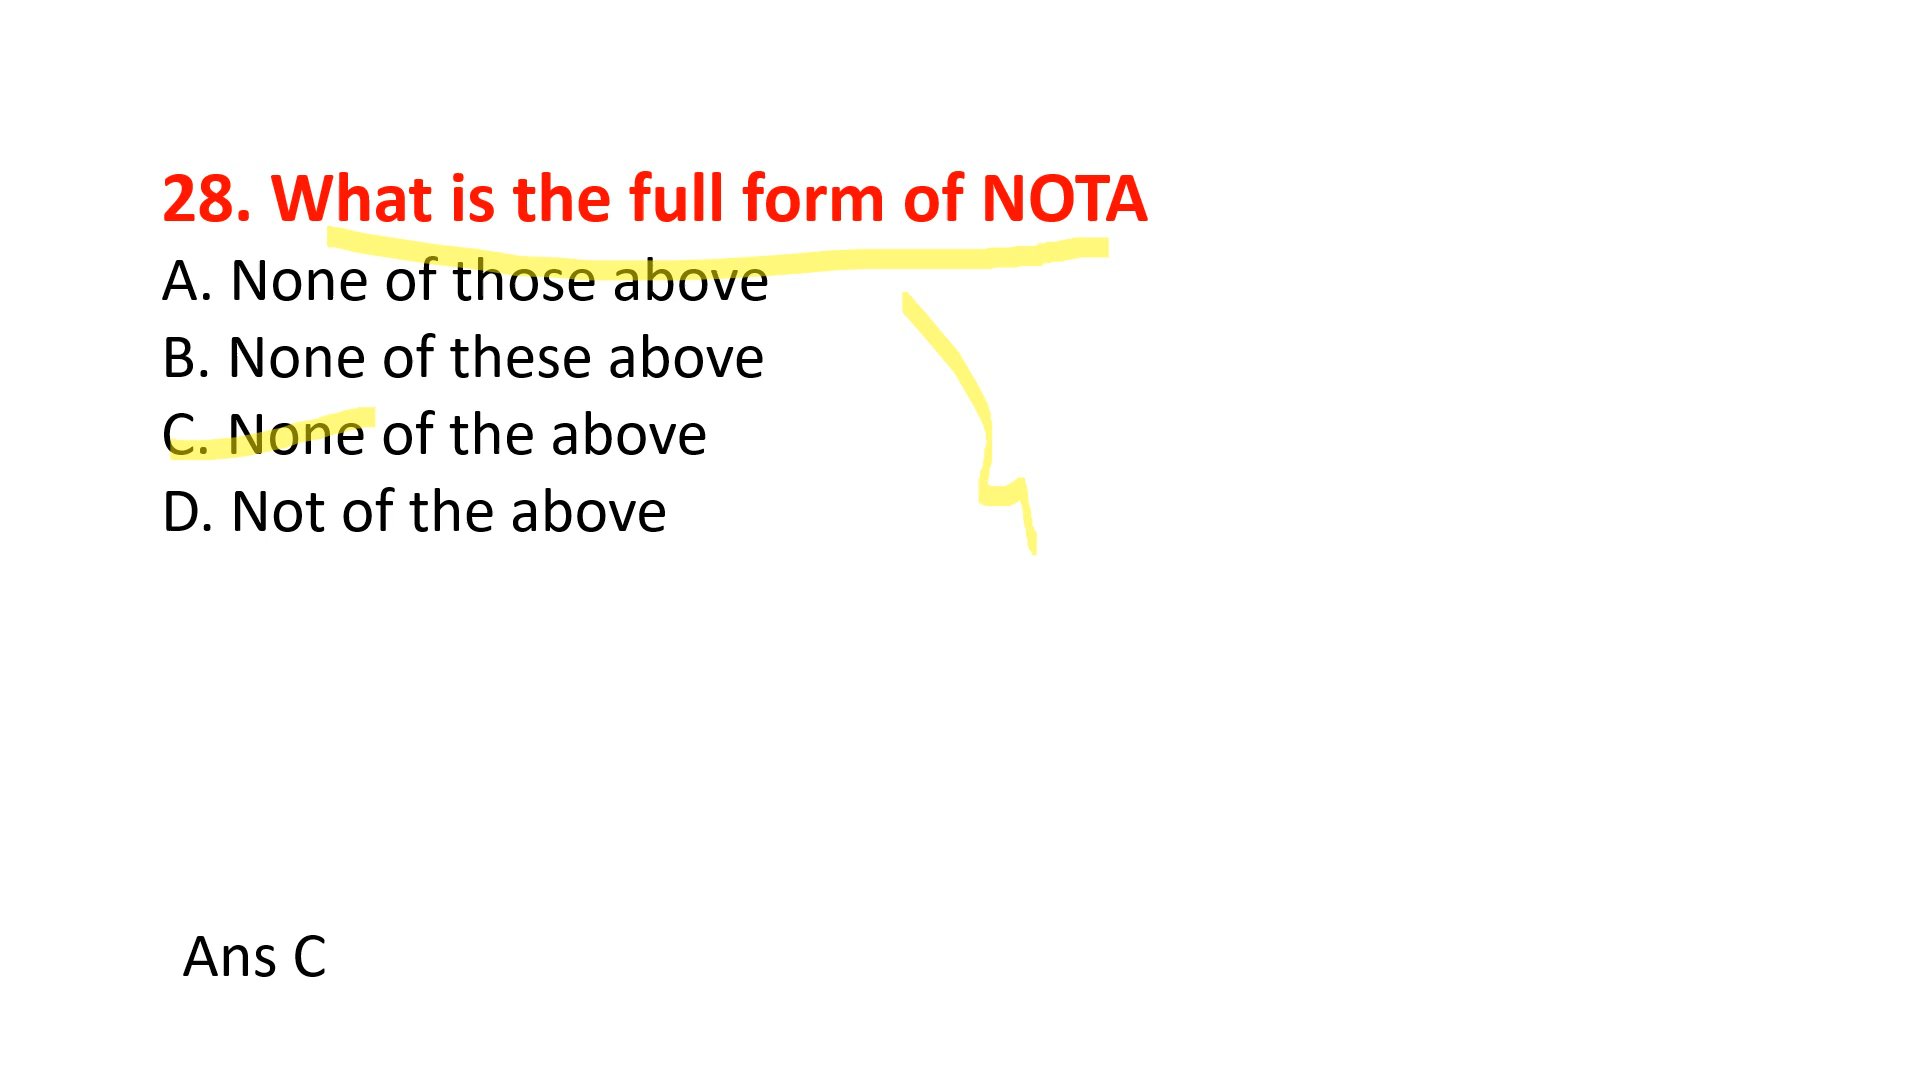 28. What is the full form of NOTA
A. None of those above
B. None of these above
C. None of the above
D. Not of the above
Ans C